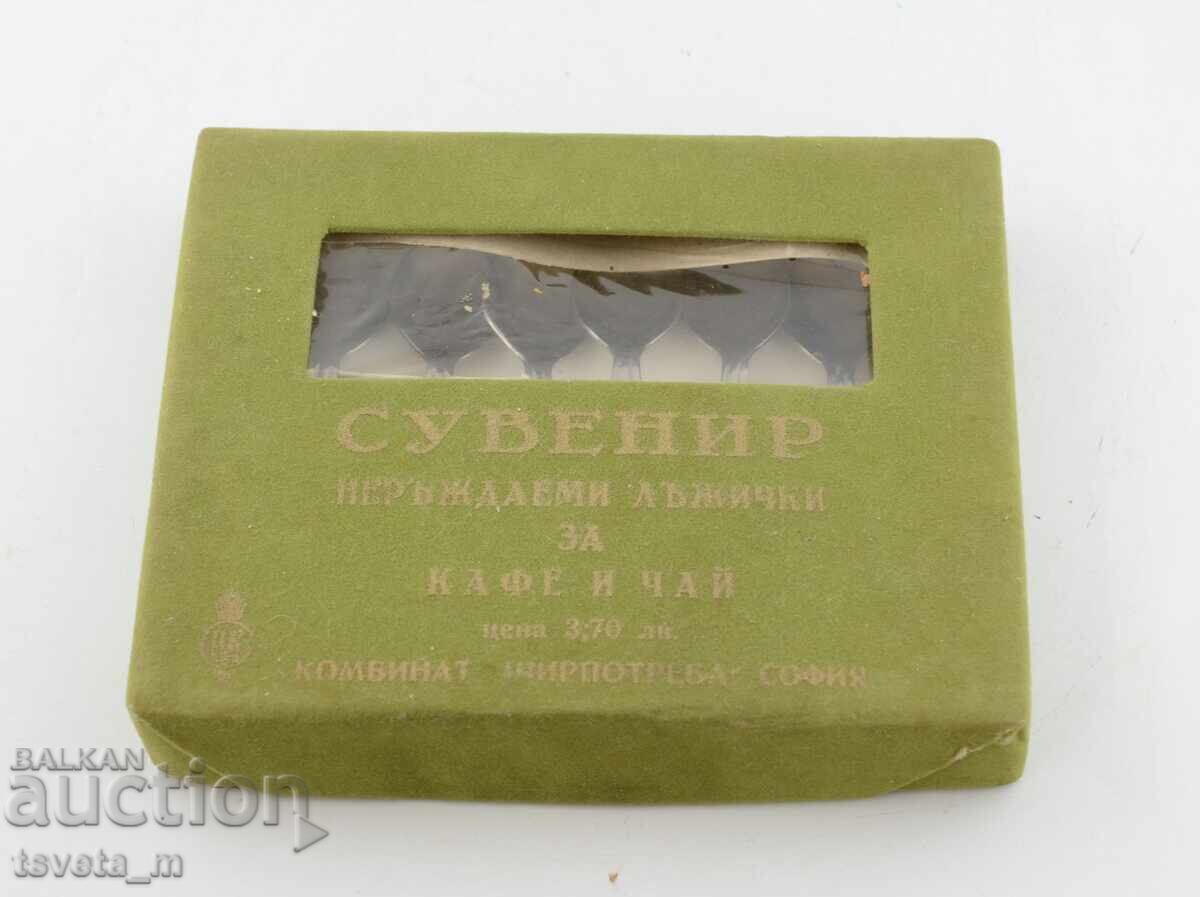 СУВЕНИР
НЕРЪЖДАЕМИ ЛЪЖИЧКИ
ЗА
КАФЕ И ЧАЙ
цена 3,70 лв.
КОМБИНАТ "ШИРПОТРЕБА" СОФИЯ
BALKAN
auction
tsveta_m